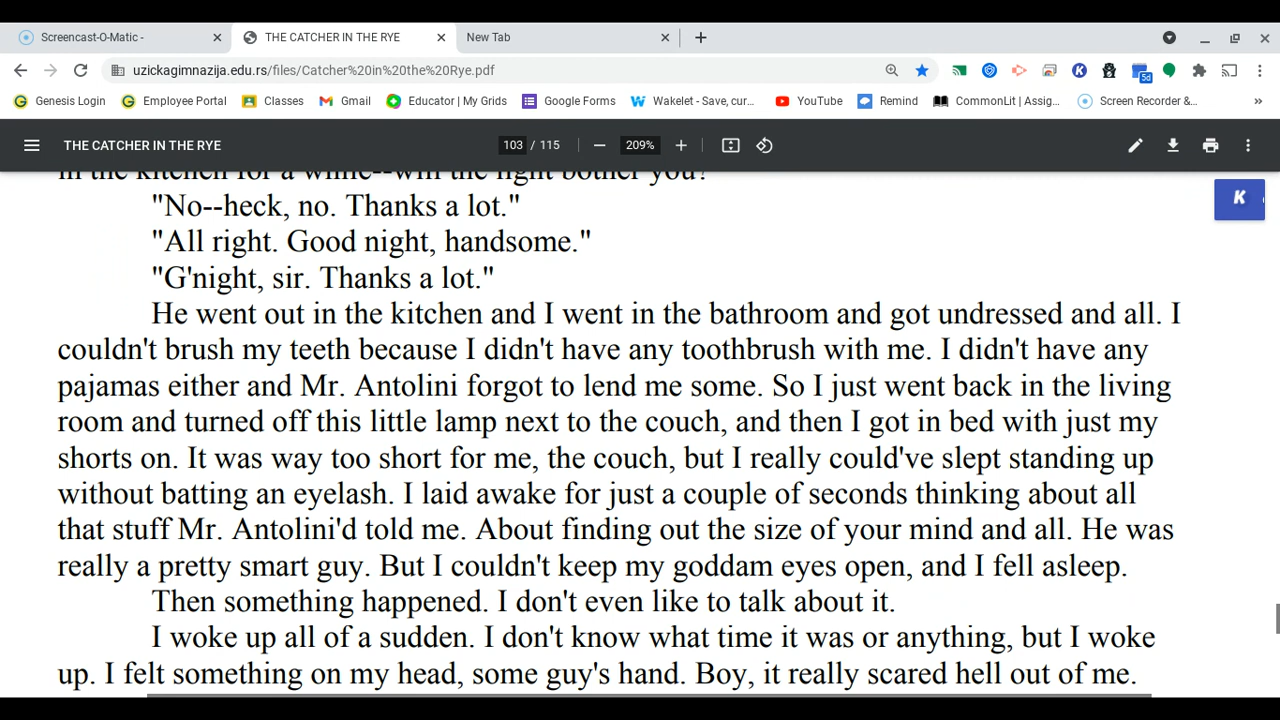 Screencast-O-Matic -
THE CATCHER IN THE RYE
New Tab
uzickagimnazija.edu.rs/files/Catcher%20in%20the%20Rye.pdf
5d
Genesis Login
Employee Portal
Classes
Gmail
Educator | My Grids
Google Forms
Wakelet - Save, cur...
YouTube
Remind
CommonLit | Assig...
Screen Recorder &...
THE CATCHER IN THE RYE
103 / 115
209%
in the kitchen for a while--will the light bother you?
K
"No--heck, no. Thanks a lot."
"All right. Good night, handsome."
"G'night, sir. Thanks a lot."
He went out in the kitchen and I went in the bathroom and got undressed and all. I
couldn't brush my teeth because I didn't have any toothbrush with me. I didn't have any
pajamas either and Mr. Antolini forgot to lend me some. So I just went back in the living
room and turned off this little lamp next to the couch, and then I got in bed with just my
shorts on. It was way too short for me, the couch, but I really could've slept standing up
without batting an eyelash. I laid awake for just a couple of seconds thinking about all
that stuff Mr. Antolini'd told me. About finding out the size of your mind and all. He was
really a pretty smart guy. But I couldn't keep my goddam eyes open, and I fell asleep.
Then something happened. I don't even like to talk about it.
I woke up all of a sudden. I don't know what time it was or anything, but I woke
up. I felt something on my head, some guy's hand. Boy, it really scared hell out of me.